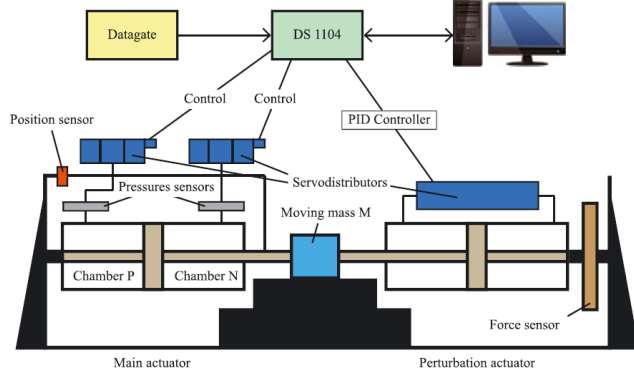 Datagate
DS 1104
Control
Control
Position sensor
PID Controller
Pressures sensors
Servodistributors
Moving mass M
Chamber P
Chamber N
Force sensor
Main actuator
Perturbation actuator